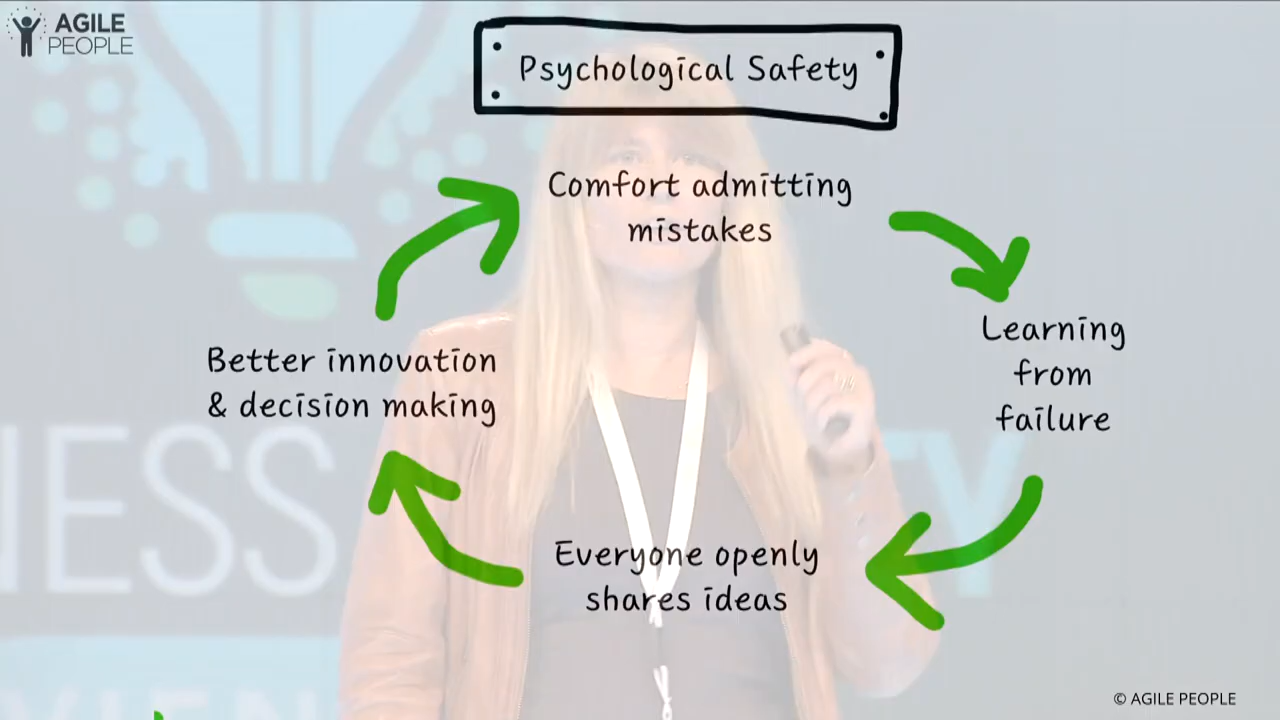 AGILE
PEOPLE
Psychological Safety
Comfort admitting
mistakes
Learning
from
failure
Better innovation
& decision making
Everyone openly
shares ideas
© AGILE PEOPLE